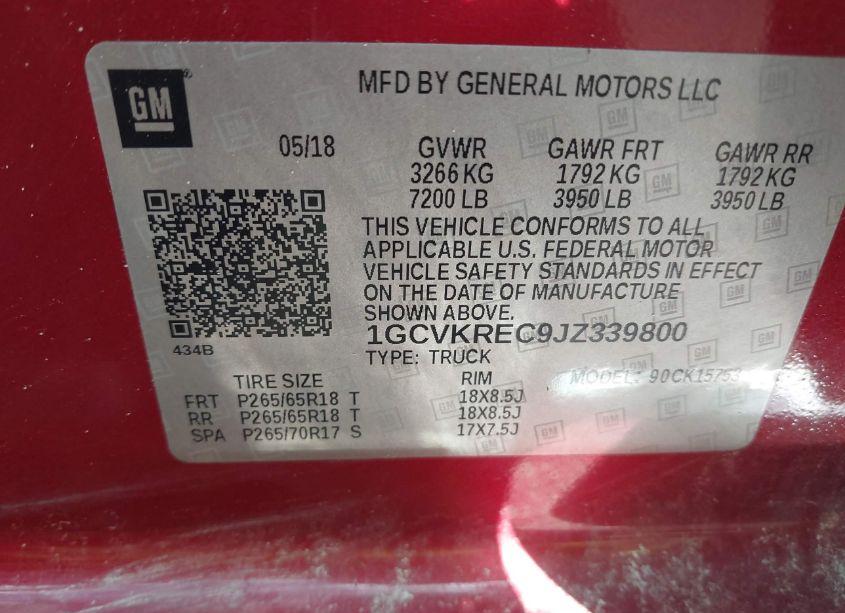 GM
MFD BY GENERAL MOTORS LLC
05/18 GVWR GAWR FRT GAWR RR
3266 KG 1792 KG 1792 KG
7200 LB 3950 LB 3950 LB
THIS VEHICLE CONFORMS TO ALL
APPLICABLE U.S. FEDERAL MOTOR
VEHICLE SAFETY STANDARDS IN EFFECT
ON THE DATE OF MANUFACTURE
SHOWN ABOVE.
1GCVKREC9JZ339800
434B
TYPE: TRUCK
TIRE SIZE RIM MODEL: 90CK15753
FRT P265/65R18 T 18X8.5J
RR P265/65R18 T 18X8.5J
SPA P265/70R17 S 17X7.5J